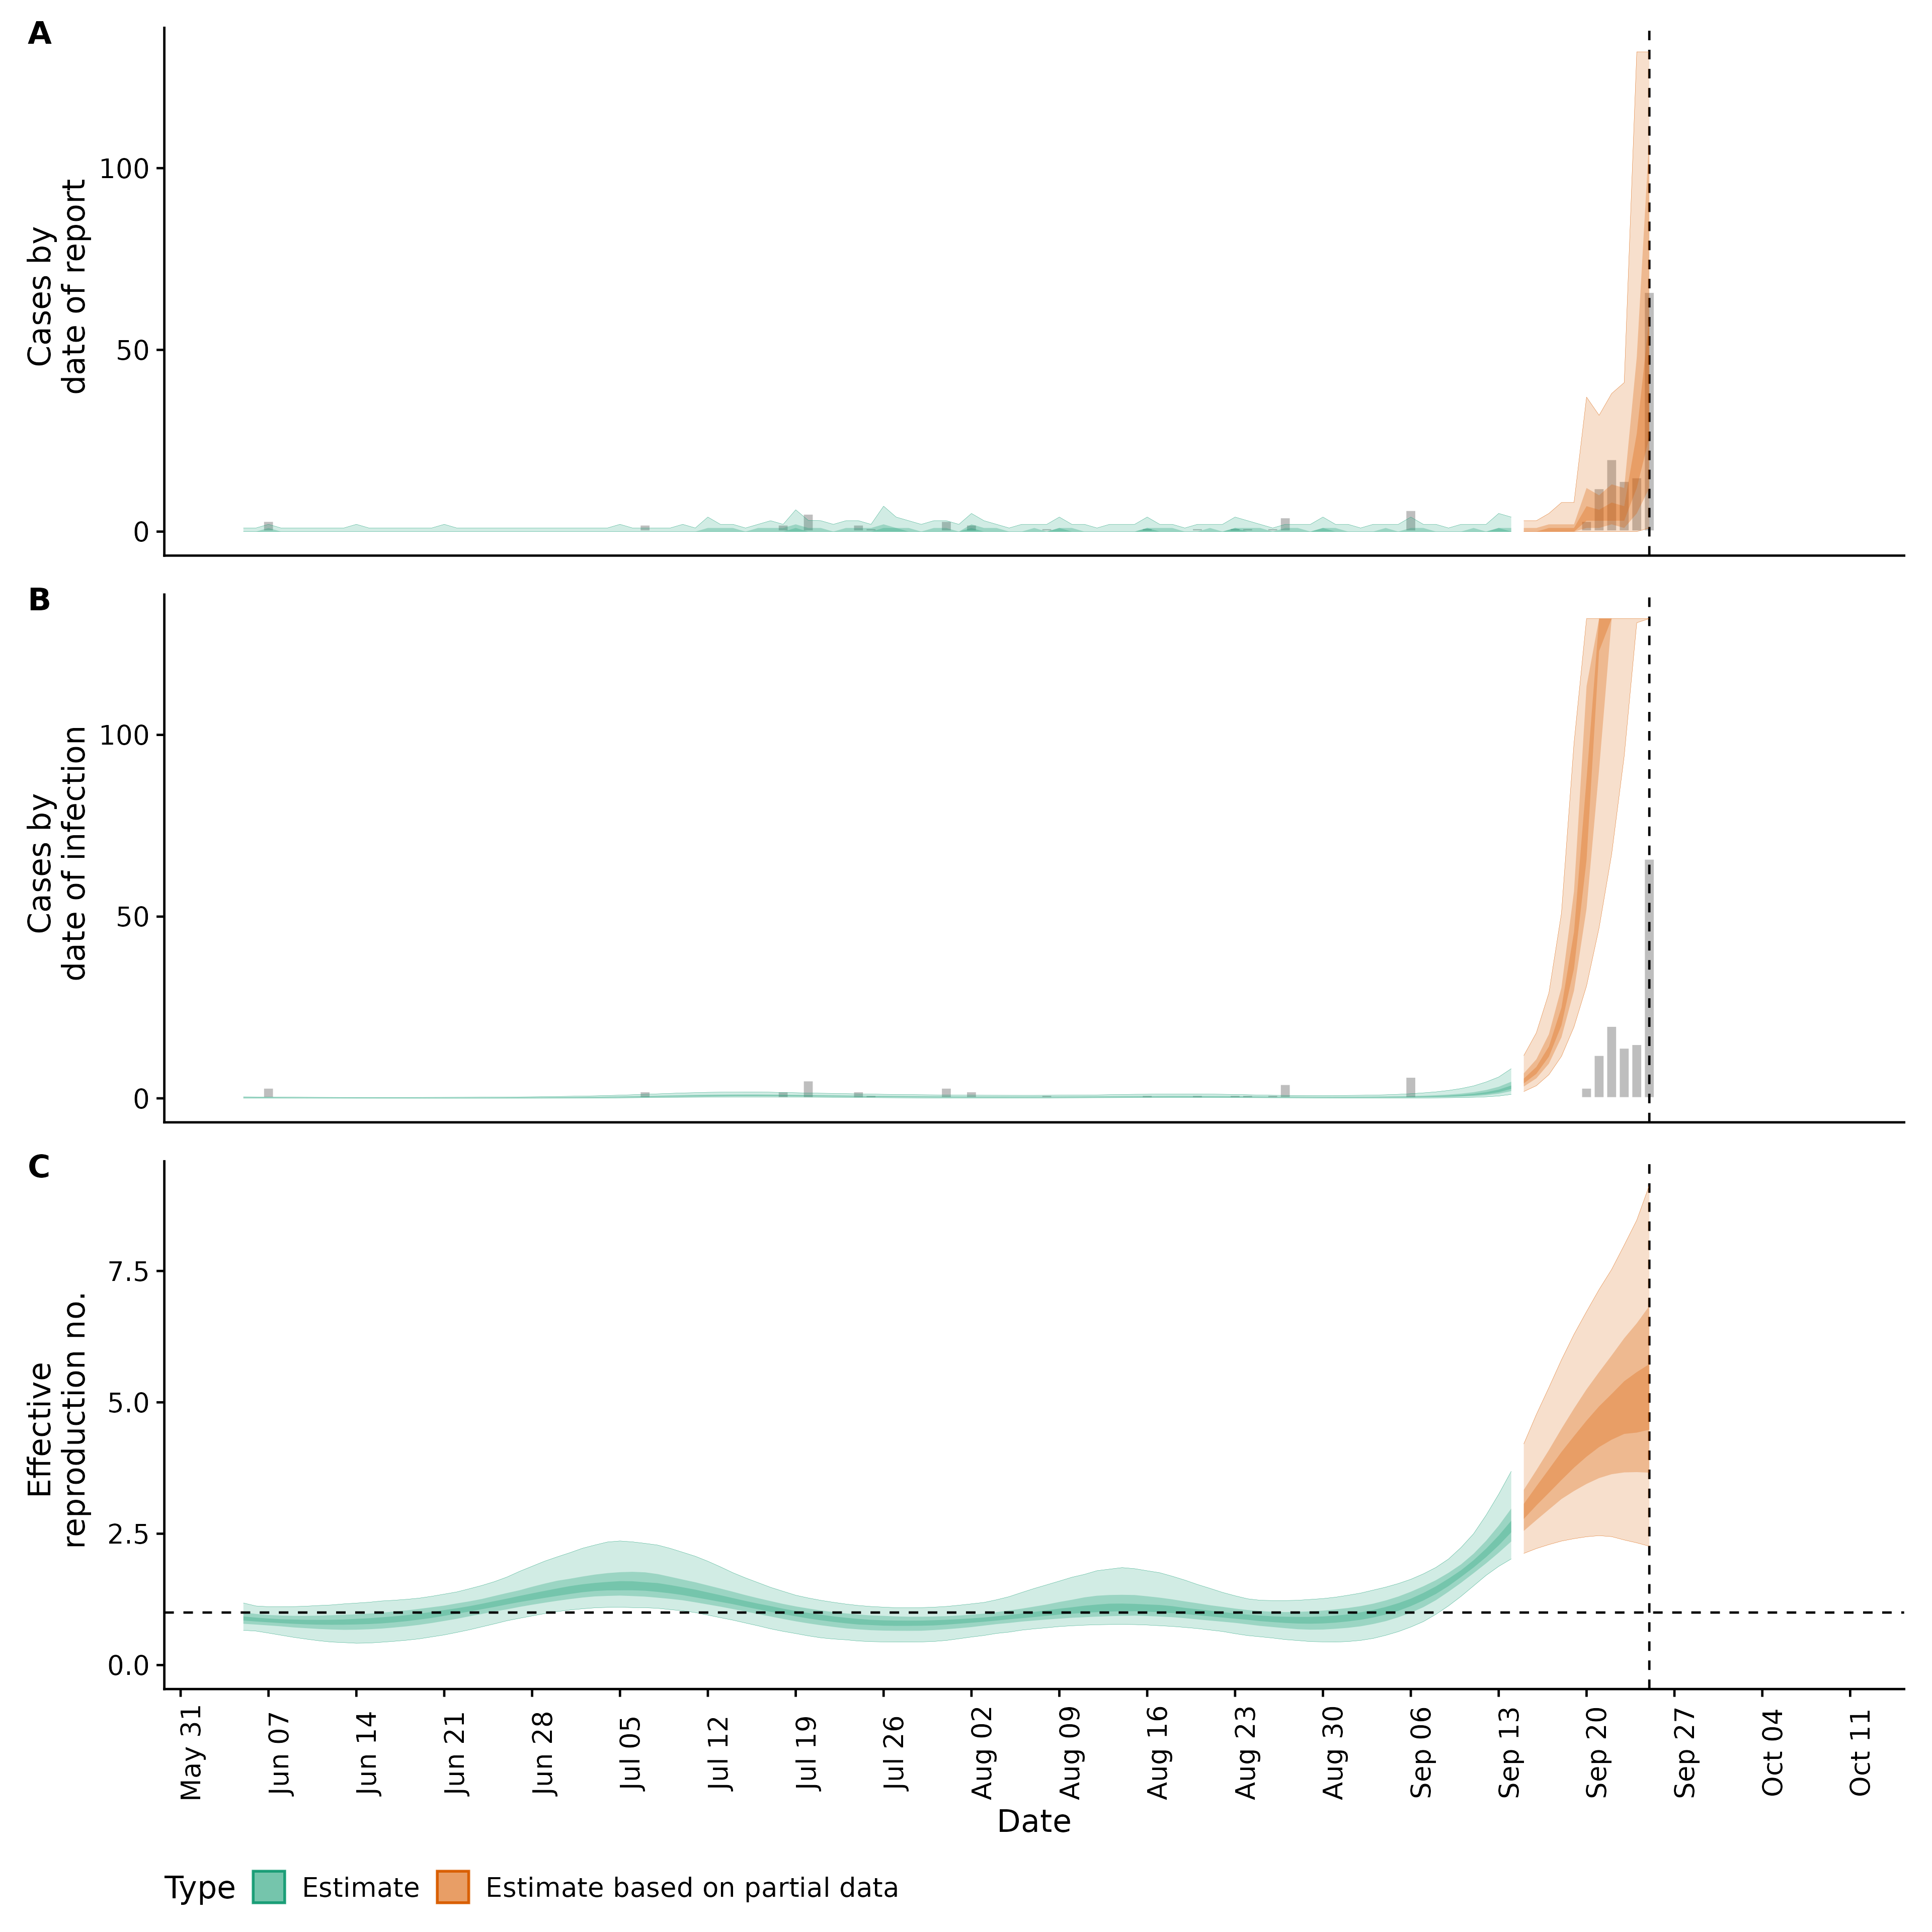 A
Cases by
date of report
100
50
0
B
Cases by
date of infection
100
50
0
C
Effective
reproduction no.
7.5
5.0
2.5
0.0
May 31
Jun 07
Jun 14
Jun 21
Jun 28
Jul 05
Jul 12
Jul 19
Jul 26
Aug 02
Aug 09
Aug 16
Aug 23
Aug 30
Sep 06
Sep 13
Sep 20
Sep 27
Oct 04
Oct 11
Date
Type Estimate Estimate based on partial data